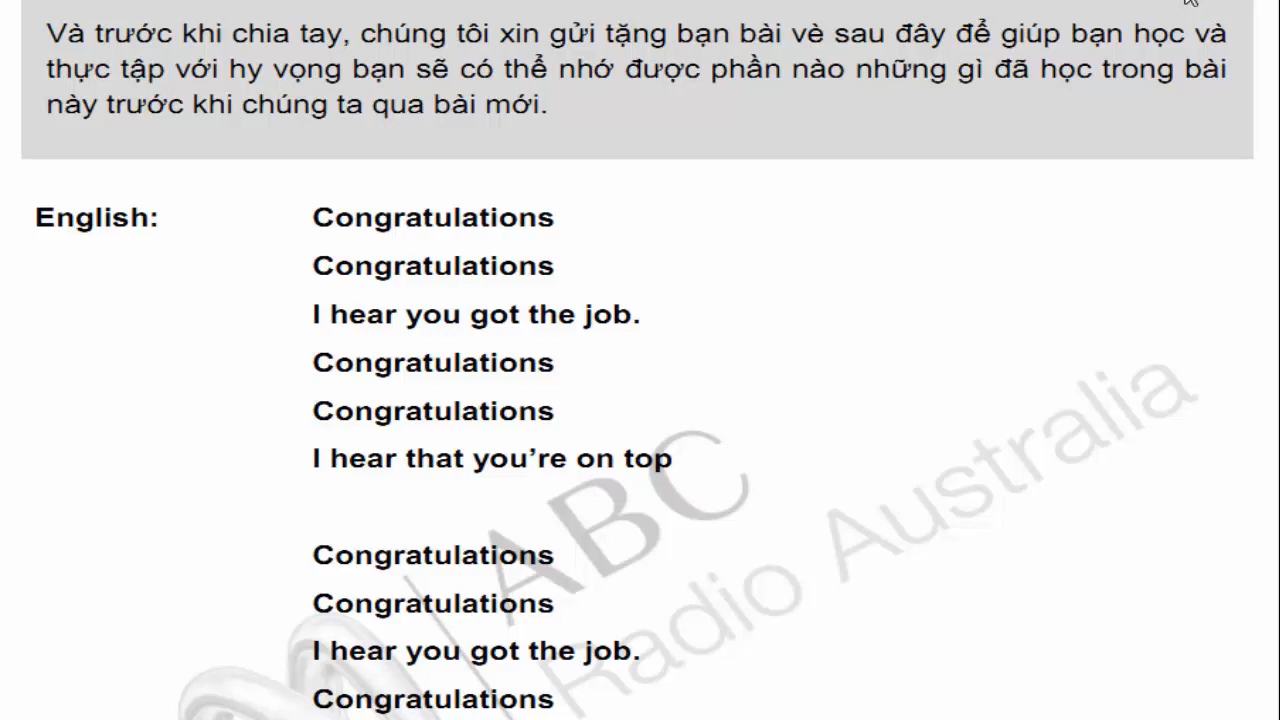 Và trước khi chia tay, chúng tôi xin gửi tặng bạn bài vè sau đây để giúp bạn học và
thực tập với hy vọng bạn sẽ có thể nhớ được phần nào những gì đã học trong bài
này trước khi chúng ta qua bài mới.
English: Congratulations
Congratulations
I hear you got the job.
Congratulations
Congratulations
I hear that you're on top
Congratulations
Congratulations
I hear you got the job.
Congratulations
ABC
Radio Australia